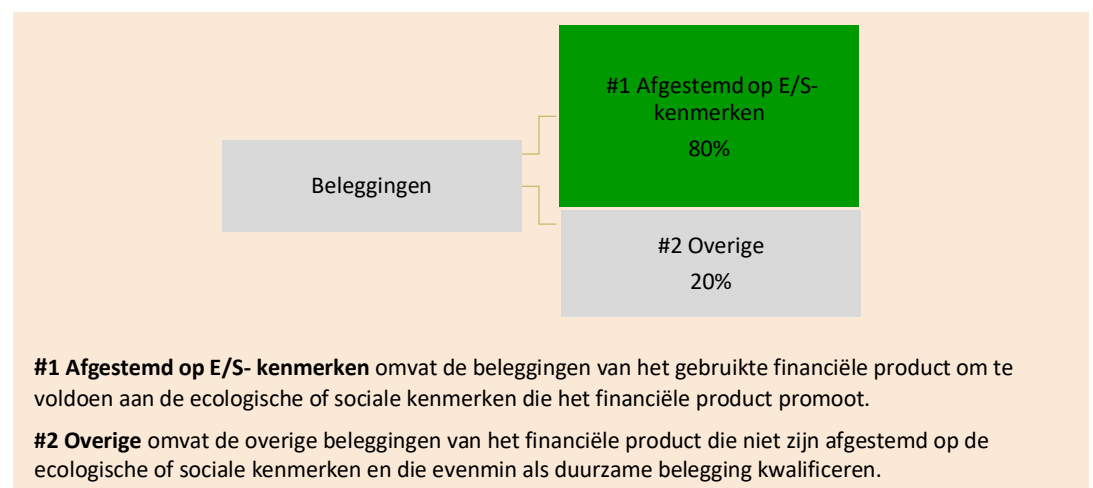 #1 Afgestemd op E/S-
kenmerken
80%
Beleggingen
#2 Overige
20%
#1 Afgestemd op E/S- kenmerken omvat de beleggingen van het gebruikte financiële product om te
voldoen aan de ecologische of sociale kenmerken die het financiële product promoot.
#2 Overige omvat de overige beleggingen van het financiële product die niet zijn afgestemd op de
ecologische of sociale kenmerken en die evenmin als duurzame belegging kwalificeren.